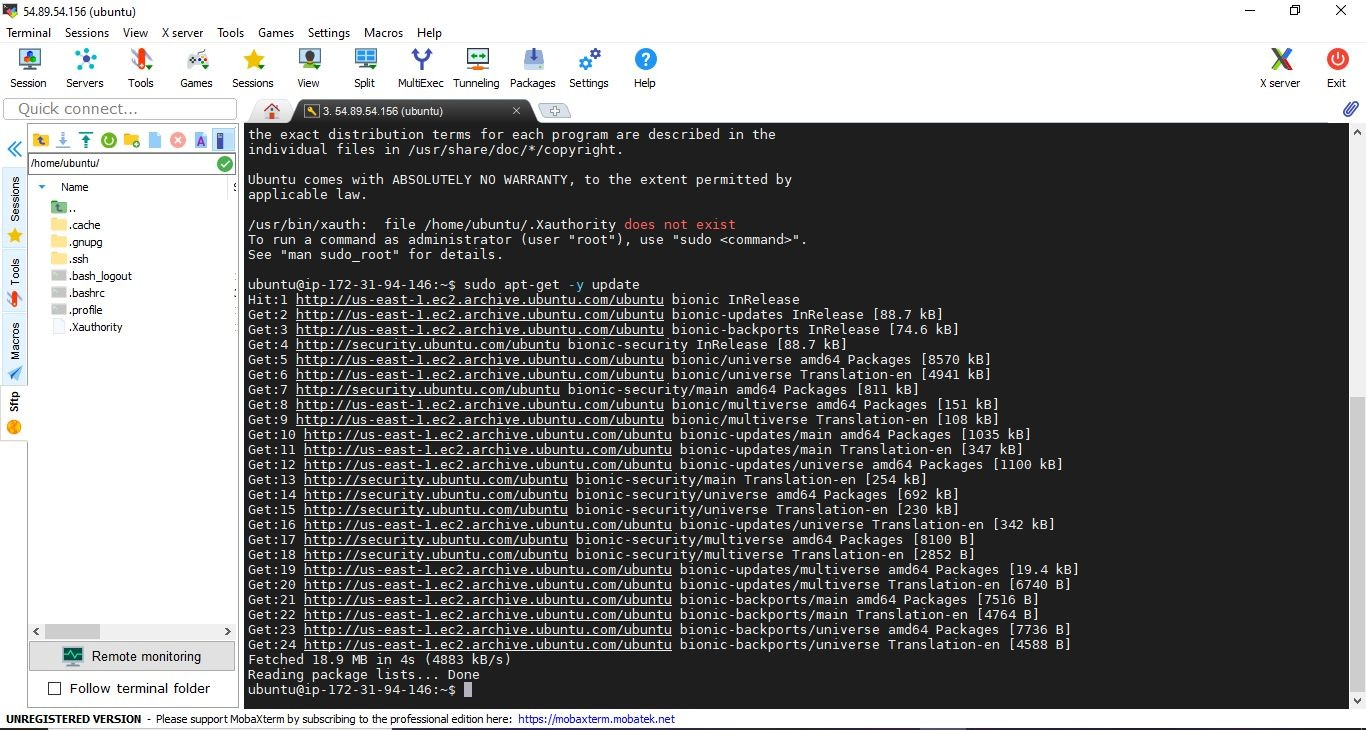 54.89.54.156 (ubuntu)
Terminal Sessions View X server Tools Games Settings Macros Help
Session Servers Tools Games Sessions View Split MultiExec Tunneling Packages Settings Help X server Exit
Quick connect...
3. 54.89.54.156 (ubuntu)
/home/ubuntu/
Name
..
.cache
.gnupg
.ssh
.bash_logout
.bashrc
.profile
.Xauthority
Sessions
Tools
Macros
Sftp
Remote monitoring
Follow terminal folder
the exact distribution terms for each program are described in the
individual files in /usr/share/doc/*/copyright.
Ubuntu comes with ABSOLUTELY NO WARRANTY, to the extent permitted by
applicable law.
/usr/bin/xauth:  file /home/ubuntu/.Xauthority does not exist
To run a command as administrator (user "root"), use "sudo <command>".
See "man sudo_root" for details.
ubuntu@ip-172-31-94-146:~$ sudo apt-get -y update
Hit:1 http://us-east-1.ec2.archive.ubuntu.com/ubuntu bionic InRelease
Get:2 http://us-east-1.ec2.archive.ubuntu.com/ubuntu bionic-updates InRelease [88.7 kB]
Get:3 http://us-east-1.ec2.archive.ubuntu.com/ubuntu bionic-backports InRelease [74.6 kB]
Get:4 http://security.ubuntu.com/ubuntu bionic-security InRelease [88.7 kB]
Get:5 http://us-east-1.ec2.archive.ubuntu.com/ubuntu bionic/universe amd64 Packages [8570 kB]
Get:6 http://us-east-1.ec2.archive.ubuntu.com/ubuntu bionic/universe Translation-en [4941 kB]
Get:7 http://security.ubuntu.com/ubuntu bionic-security/main amd64 Packages [811 kB]
Get:8 http://us-east-1.ec2.archive.ubuntu.com/ubuntu bionic/multiverse amd64 Packages [151 kB]
Get:9 http://us-east-1.ec2.archive.ubuntu.com/ubuntu bionic/multiverse Translation-en [108 kB]
Get:10 http://us-east-1.ec2.archive.ubuntu.com/ubuntu bionic-updates/main amd64 Packages [1035 kB]
Get:11 http://us-east-1.ec2.archive.ubuntu.com/ubuntu bionic-updates/main Translation-en [347 kB]
Get:12 http://us-east-1.ec2.archive.ubuntu.com/ubuntu bionic-updates/universe amd64 Packages [1100 kB]
Get:13 http://security.ubuntu.com/ubuntu bionic-security/main Translation-en [254 kB]
Get:14 http://security.ubuntu.com/ubuntu bionic-security/universe amd64 Packages [692 kB]
Get:15 http://security.ubuntu.com/ubuntu bionic-security/universe Translation-en [230 kB]
Get:16 http://us-east-1.ec2.archive.ubuntu.com/ubuntu bionic-updates/universe Translation-en [342 kB]
Get:17 http://security.ubuntu.com/ubuntu bionic-security/multiverse amd64 Packages [8100 B]
Get:18 http://security.ubuntu.com/ubuntu bionic-security/multiverse Translation-en [2852 B]
Get:19 http://us-east-1.ec2.archive.ubuntu.com/ubuntu bionic-updates/multiverse amd64 Packages [19.4 kB]
Get:20 http://us-east-1.ec2.archive.ubuntu.com/ubuntu bionic-updates/multiverse Translation-en [6740 B]
Get:21 http://us-east-1.ec2.archive.ubuntu.com/ubuntu bionic-backports/main amd64 Packages [7516 B]
Get:22 http://us-east-1.ec2.archive.ubuntu.com/ubuntu bionic-backports/main Translation-en [4764 B]
Get:23 http://us-east-1.ec2.archive.ubuntu.com/ubuntu bionic-backports/universe amd64 Packages [7736 B]
Get:24 http://us-east-1.ec2.archive.ubuntu.com/ubuntu bionic-backports/universe Translation-en [4588 B]
Fetched 18.9 MB in 4s (4883 kB/s)
Reading package lists... Done
ubuntu@ip-172-31-94-146:~$
UNREGISTERED VERSION - Please support MobaXterm by subscribing to the professional edition here: https://mobaxterm.mobatek.net